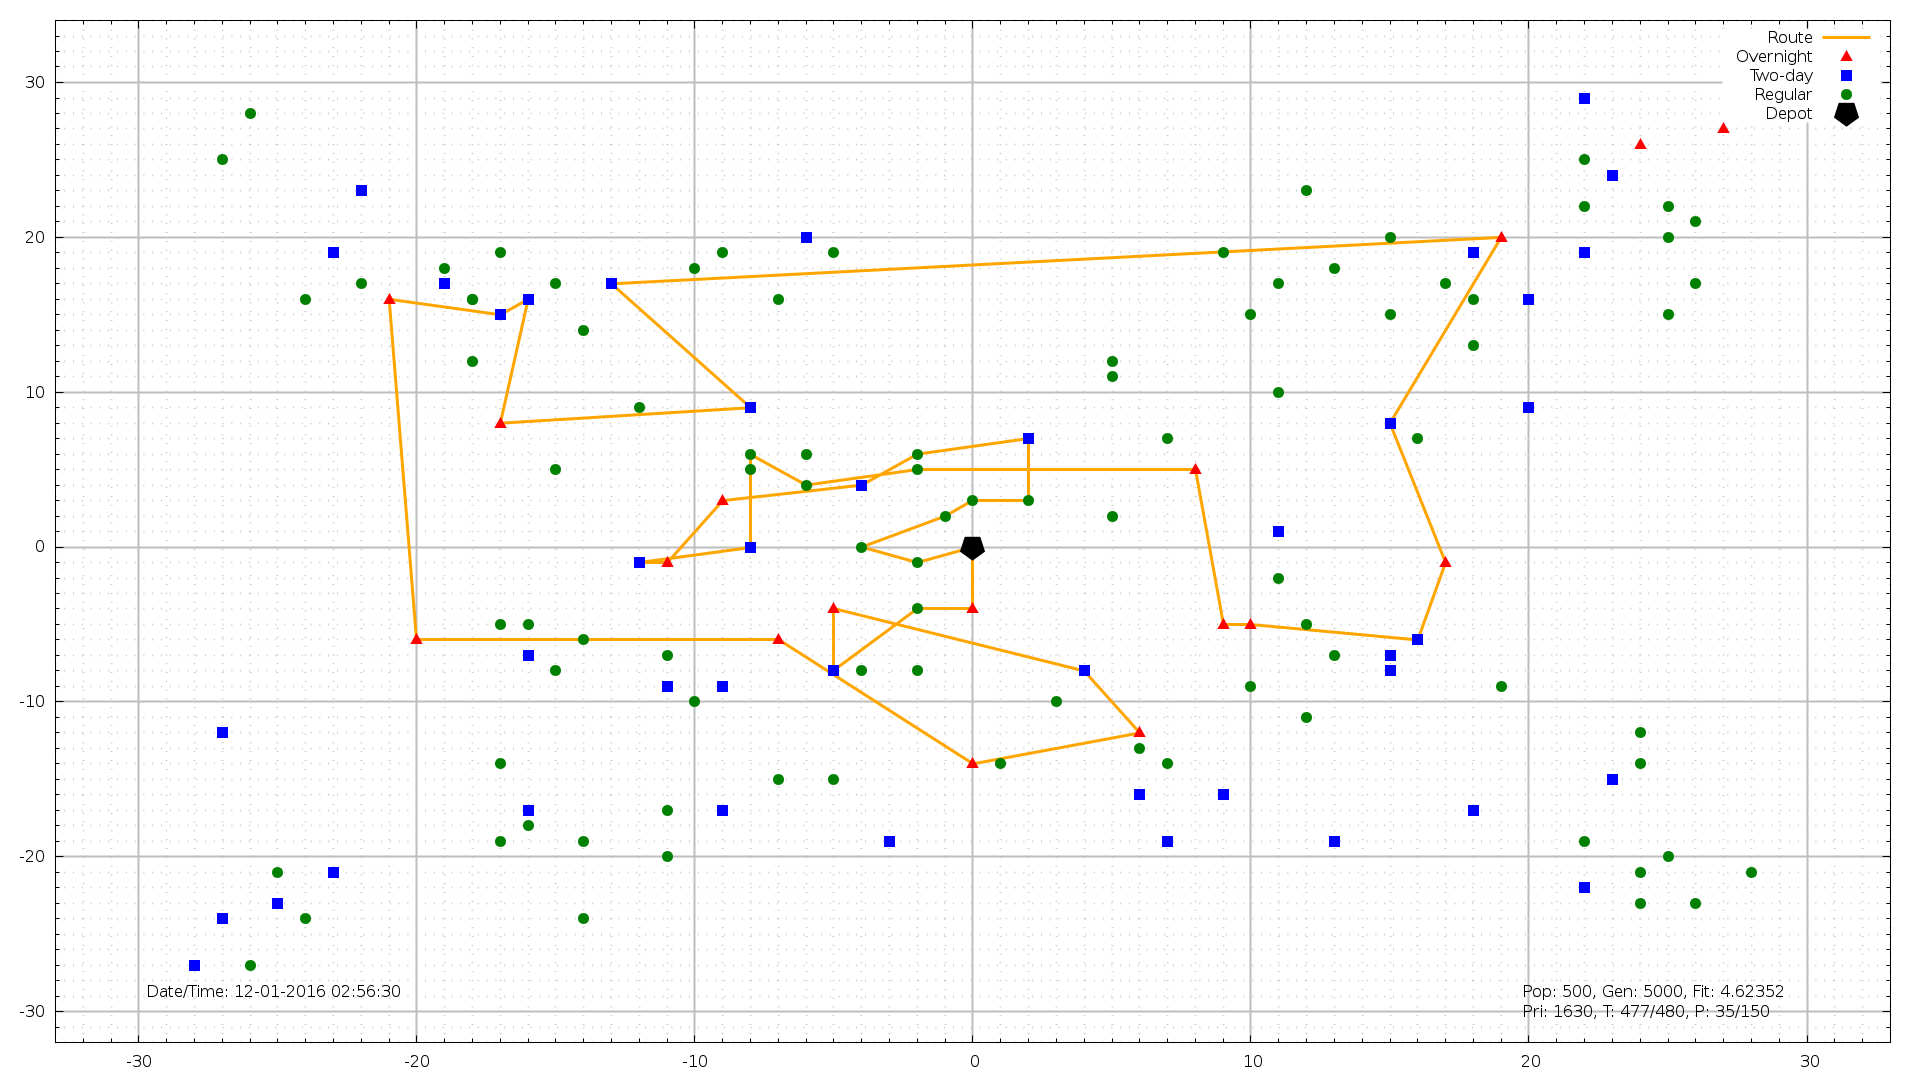 Route
Overnight
Two-day
Regular
Depot
30
20
10
0
-10
-20
-30
Date/Time: 12-01-2016 02:56:30
Pop: 500, Gen: 5000, Fit: 4.62352
Pri: 1630, T: 477/480, P: 35/150
-30 -20 -10 0 10 20 30